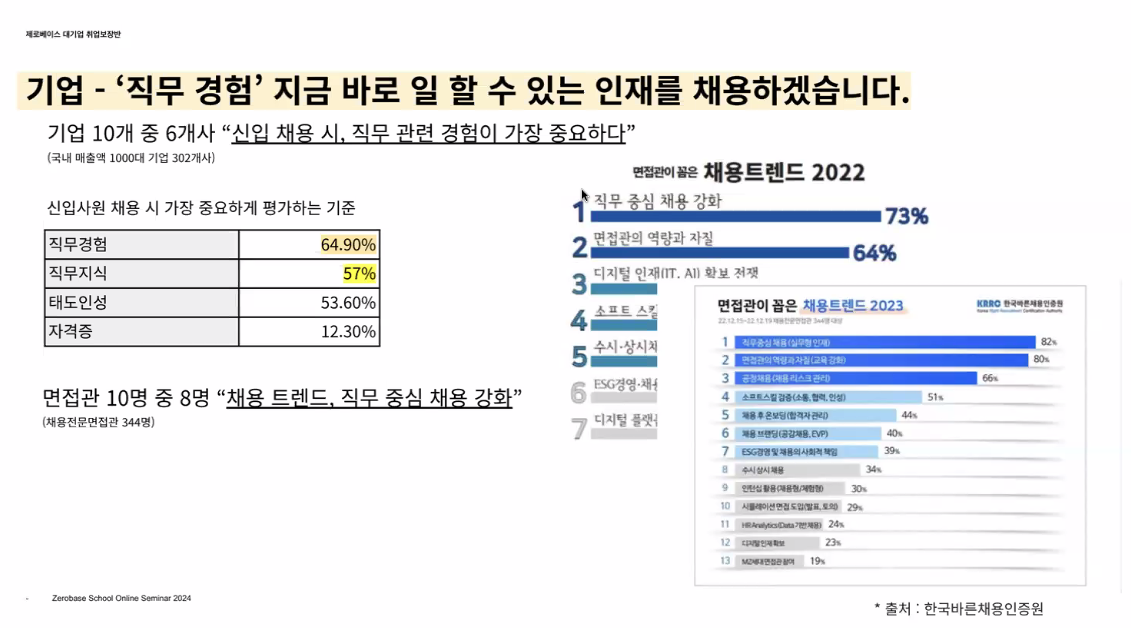 제로베이스 대기업 취업보장반
기업 - ‘직무 경험’ 지금 바로 일 할 수 있는 인재를 채용하겠습니다.
기업 10개 중 6개사 “신입 채용 시, 직무 관련 경험이 가장 중요하다”
(국내 매출액 1000대 기업 302개사)
신입사원 채용 시 가장 중요하게 평가하는 기준
직무경험 64.90%
직무지식 57%
태도인성 53.60%
자격증 12.30%
면접관 10명 중 8명 “채용 트렌드, 직무 중심 채용 강화”
(채용전문면접관 344명)
면접관이 꼽은 채용트렌드 2022
1 직무 중심 채용 강화 73%
2 면접관의 역량과 자질 64%
3 디지털 인재(IT, AI) 확보 전쟁
4 소프트 스킬
5 수시·상시채
6 ESG경영·채용
7 디지털 플랫폼
면접관이 꼽은 채용트렌드 2023
KRRC 한국바른채용인증원
Korea Right Recruitment Certification Authority
22.12.15~22.12.19 채용전문면접관 344명 대상
1 직무중심 채용 (실무형 인재) 82%
2 면접관의 역량과 자질 (교육 강화) 80%
3 공정채용 (채용 리스크 관리) 66%
4 소프트스킬 검증 (소통, 협력, 인성) 51%
5 채용 후 온보딩 (합격자 관리) 44%
6 채용 브랜딩 (공감채용, EVP) 40%
7 ESG경영 및 채용의 사회적 책임 39%
8 수시 상시 채용 34%
9 인턴십 활용 (채용형/체험형) 30%
10 시뮬레이션 면접 도입 (발표, 토의) 29%
11 HR Analytics (Data 기반 채용) 24%
12 디지털 인재 확보 23%
13 MZ세대 면접관 참여 19%
- Zerobase School Online Seminar 2024
* 출처 : 한국바른채용인증원